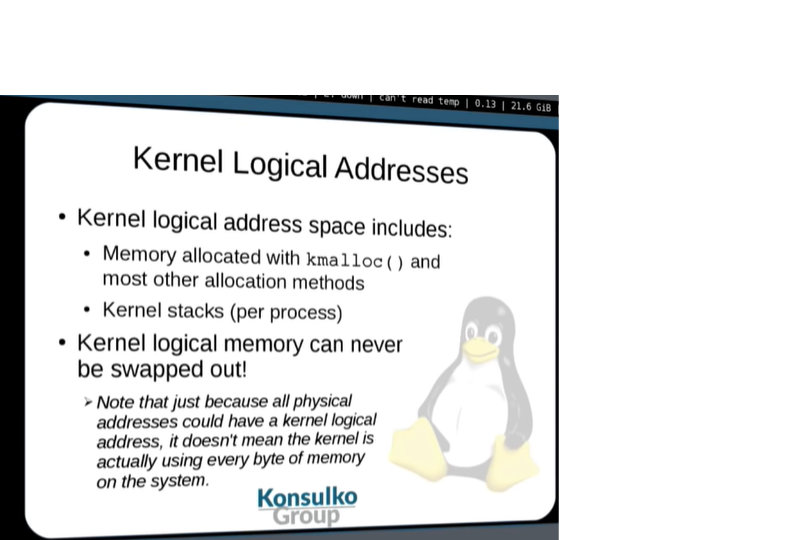 down | can't read temp | 0.13 | 21.6 GiB
Kernel Logical Addresses
• Kernel logical address space includes:
• Memory allocated with kmalloc() and
most other allocation methods
• Kernel stacks (per process)
• Kernel logical memory can never
be swapped out!
➢ Note that just because all physical
addresses could have a kernel logical
address, it doesn't mean the kernel is
actually using every byte of memory
on the system.
Konsulko
Group